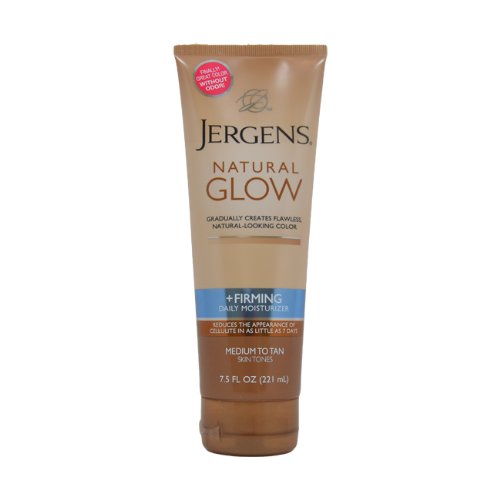 FINALLY,
GREAT COLOR
WITHOUT
ODOR!
JERGENS®
NATURAL
GLOW
GRADUALLY CREATES FLAWLESS,
NATURAL-LOOKING COLOR
+FIRMING
DAILY MOISTURIZER
REDUCES THE APPEARANCE OF
CELLULITE IN AS LITTLE AS 7 DAYS
MEDIUM TO TAN
SKIN TONES
7.5 FL OZ (221 mL)